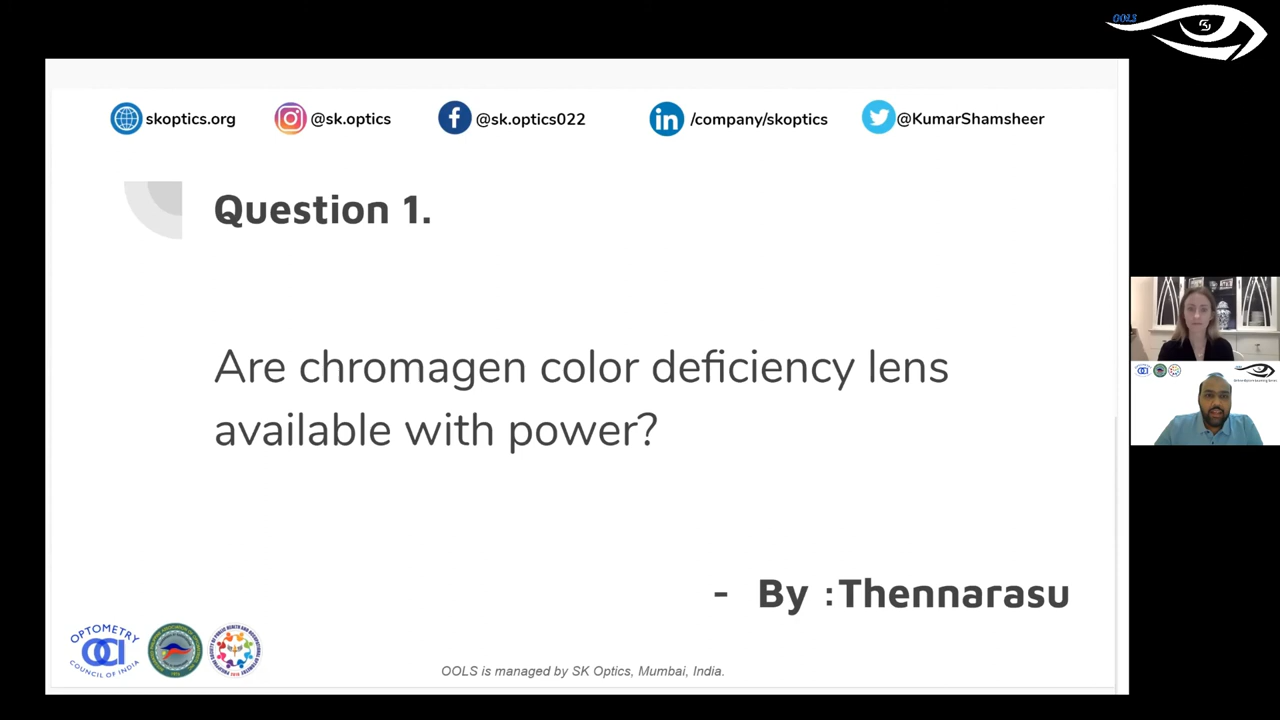 OOLS
skoptics.org @sk.optics @sk.optics022 /company/skoptics @KumarShamsheer
Question 1.
Are chromagen color deficiency lens
available with power?
- By :Thennarasu
OPTOMETRY
OCI
COUNCIL OF INDIA
OOLS is managed by SK Optics, Mumbai, India.